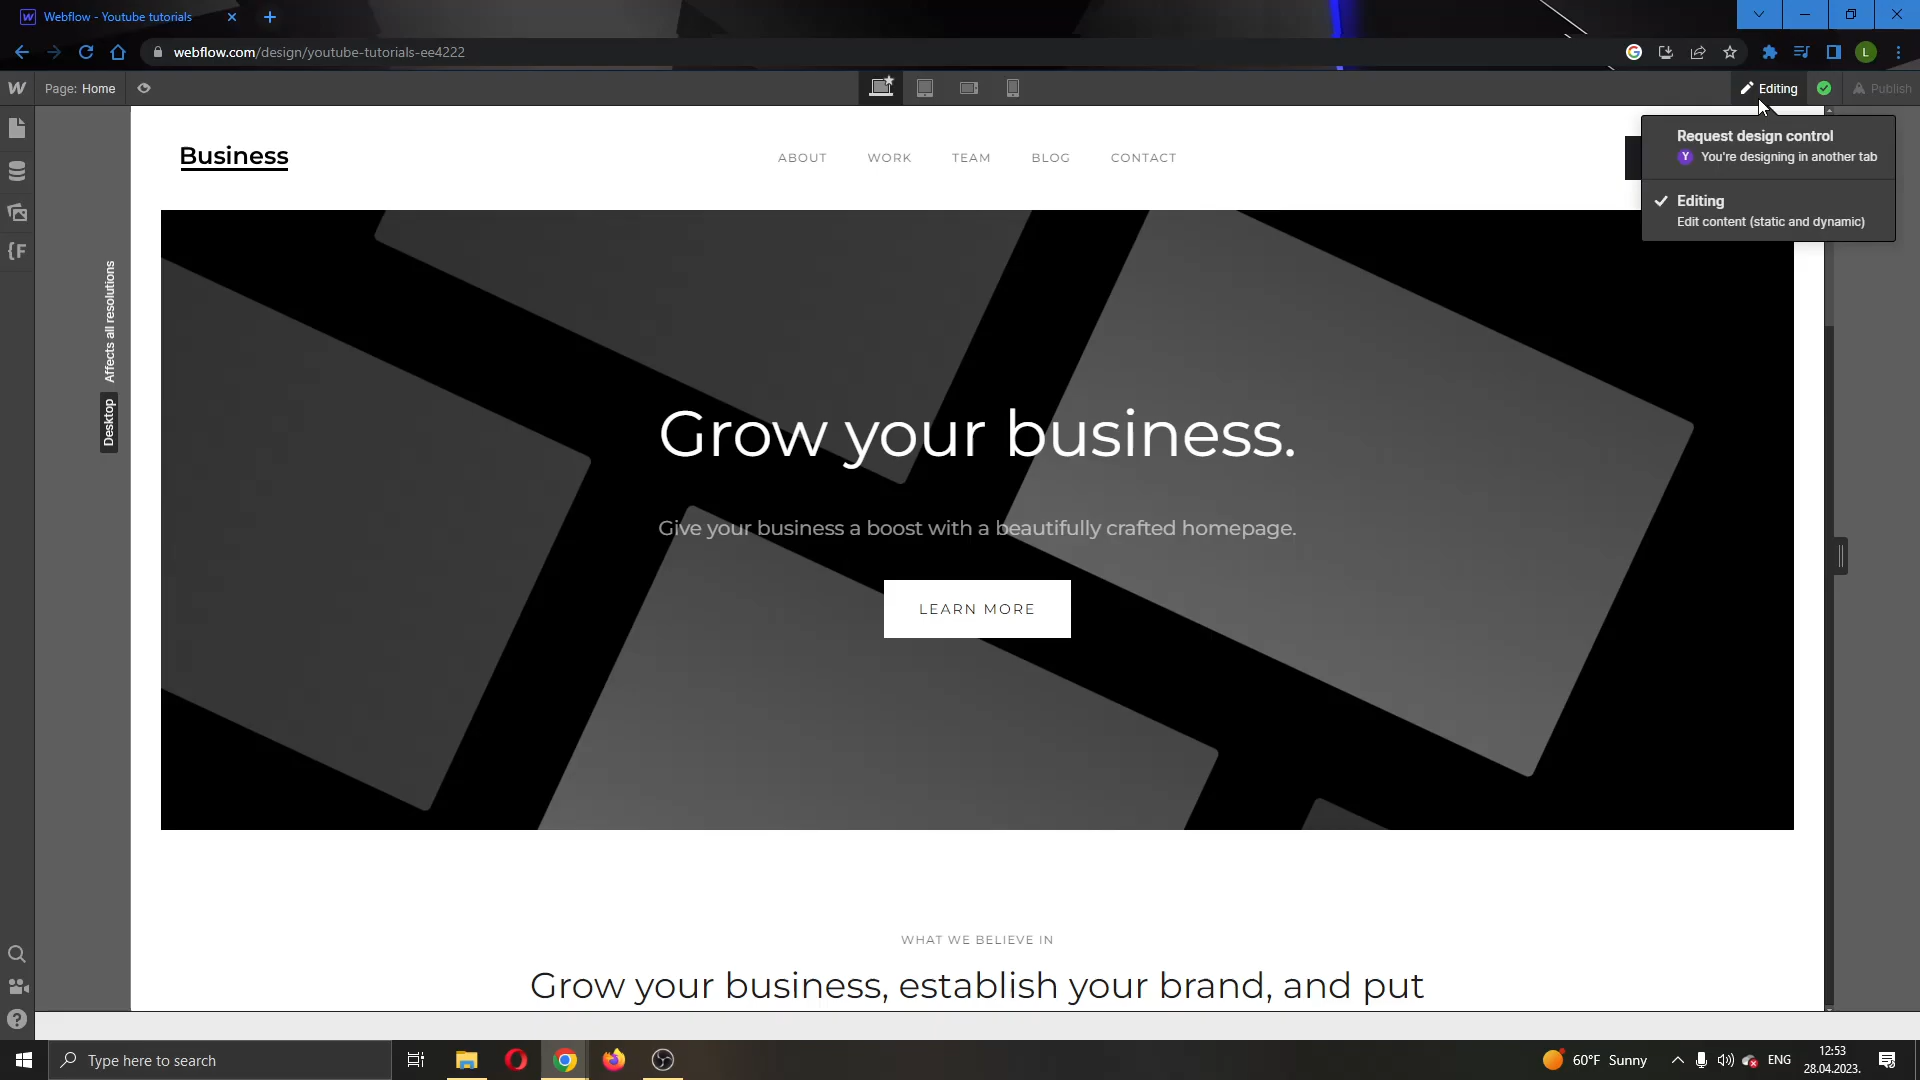 Webflow - Youtube tutorials
webflow.com/design/youtube-tutorials-ee4222
L
Page: Home
Editing
Publish
Request design control
Y You're designing in another tab
Editing
Edit content (static and dynamic)
Business
ABOUT
WORK
TEAM
BLOG
CONTACT
Affects all resolutions
Desktop
Grow your business.
Give your business a boost with a beautifully crafted homepage.
LEARN MORE
WHAT WE BELIEVE IN
Grow your business, establish your brand, and put
Type here to search
60°F Sunny
ENG
12:53
28.04.2023.